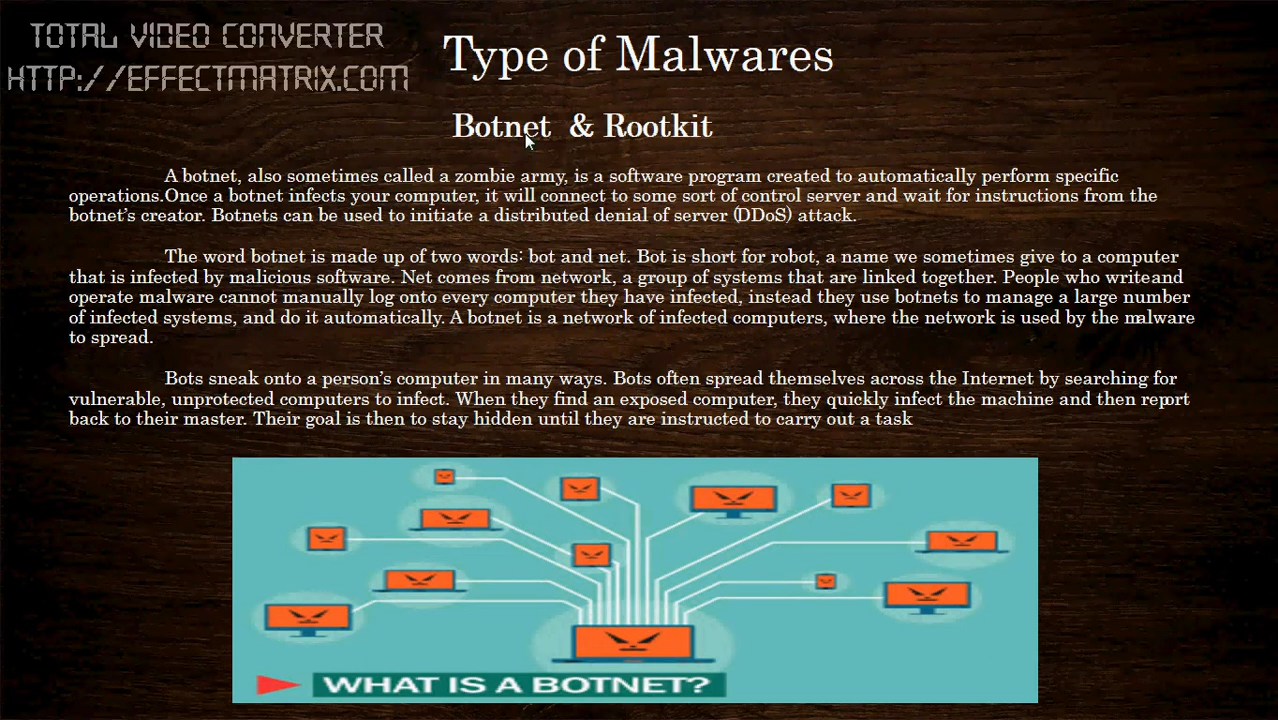 TOTAL VIDEO CONVERTER
HTTP://EFFECTMATRIX.COM
Type of Malwares
Botnet & Rootkit
A botnet, also sometimes called a zombie army, is a software program created to automatically perform specific
operations.Once a botnet infects your computer, it will connect to some sort of control server and wait for instructions from the
botnet's creator. Botnets can be used to initiate a distributed denial of server (DDoS) attack.
The word botnet is made up of two words: bot and net. Bot is short for robot, a name we sometimes give to a computer
that is infected by malicious software. Net comes from network, a group of systems that are linked together. People who writeand
operate malware cannot manually log onto every computer they have infected, instead they use botnets to manage a large number
of infected systems, and do it automatically. A botnet is a network of infected computers, where the network is used by the malware
to spread.
Bots sneak onto a person's computer in many ways. Bots often spread themselves across the Internet by searching for
vulnerable, unprotected computers to infect. When they find an exposed computer, they quickly infect the machine and then report
back to their master. Their goal is then to stay hidden until they are instructed to carry out a task
WHAT IS A BOTNET?